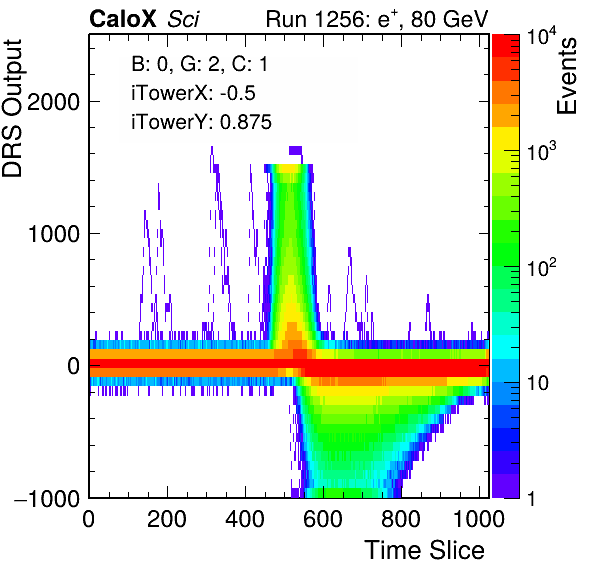 CaloX Sci Run 1256: e+, 80 GeV
B: 0, G: 2, C: 1
iTowerX: -0.5
iTowerY: 0.875
DRS Output
2000
1000
0
−1000
0 200 400 600 800 1000
Time Slice
Events
10^4
10^3
10^2
10
1